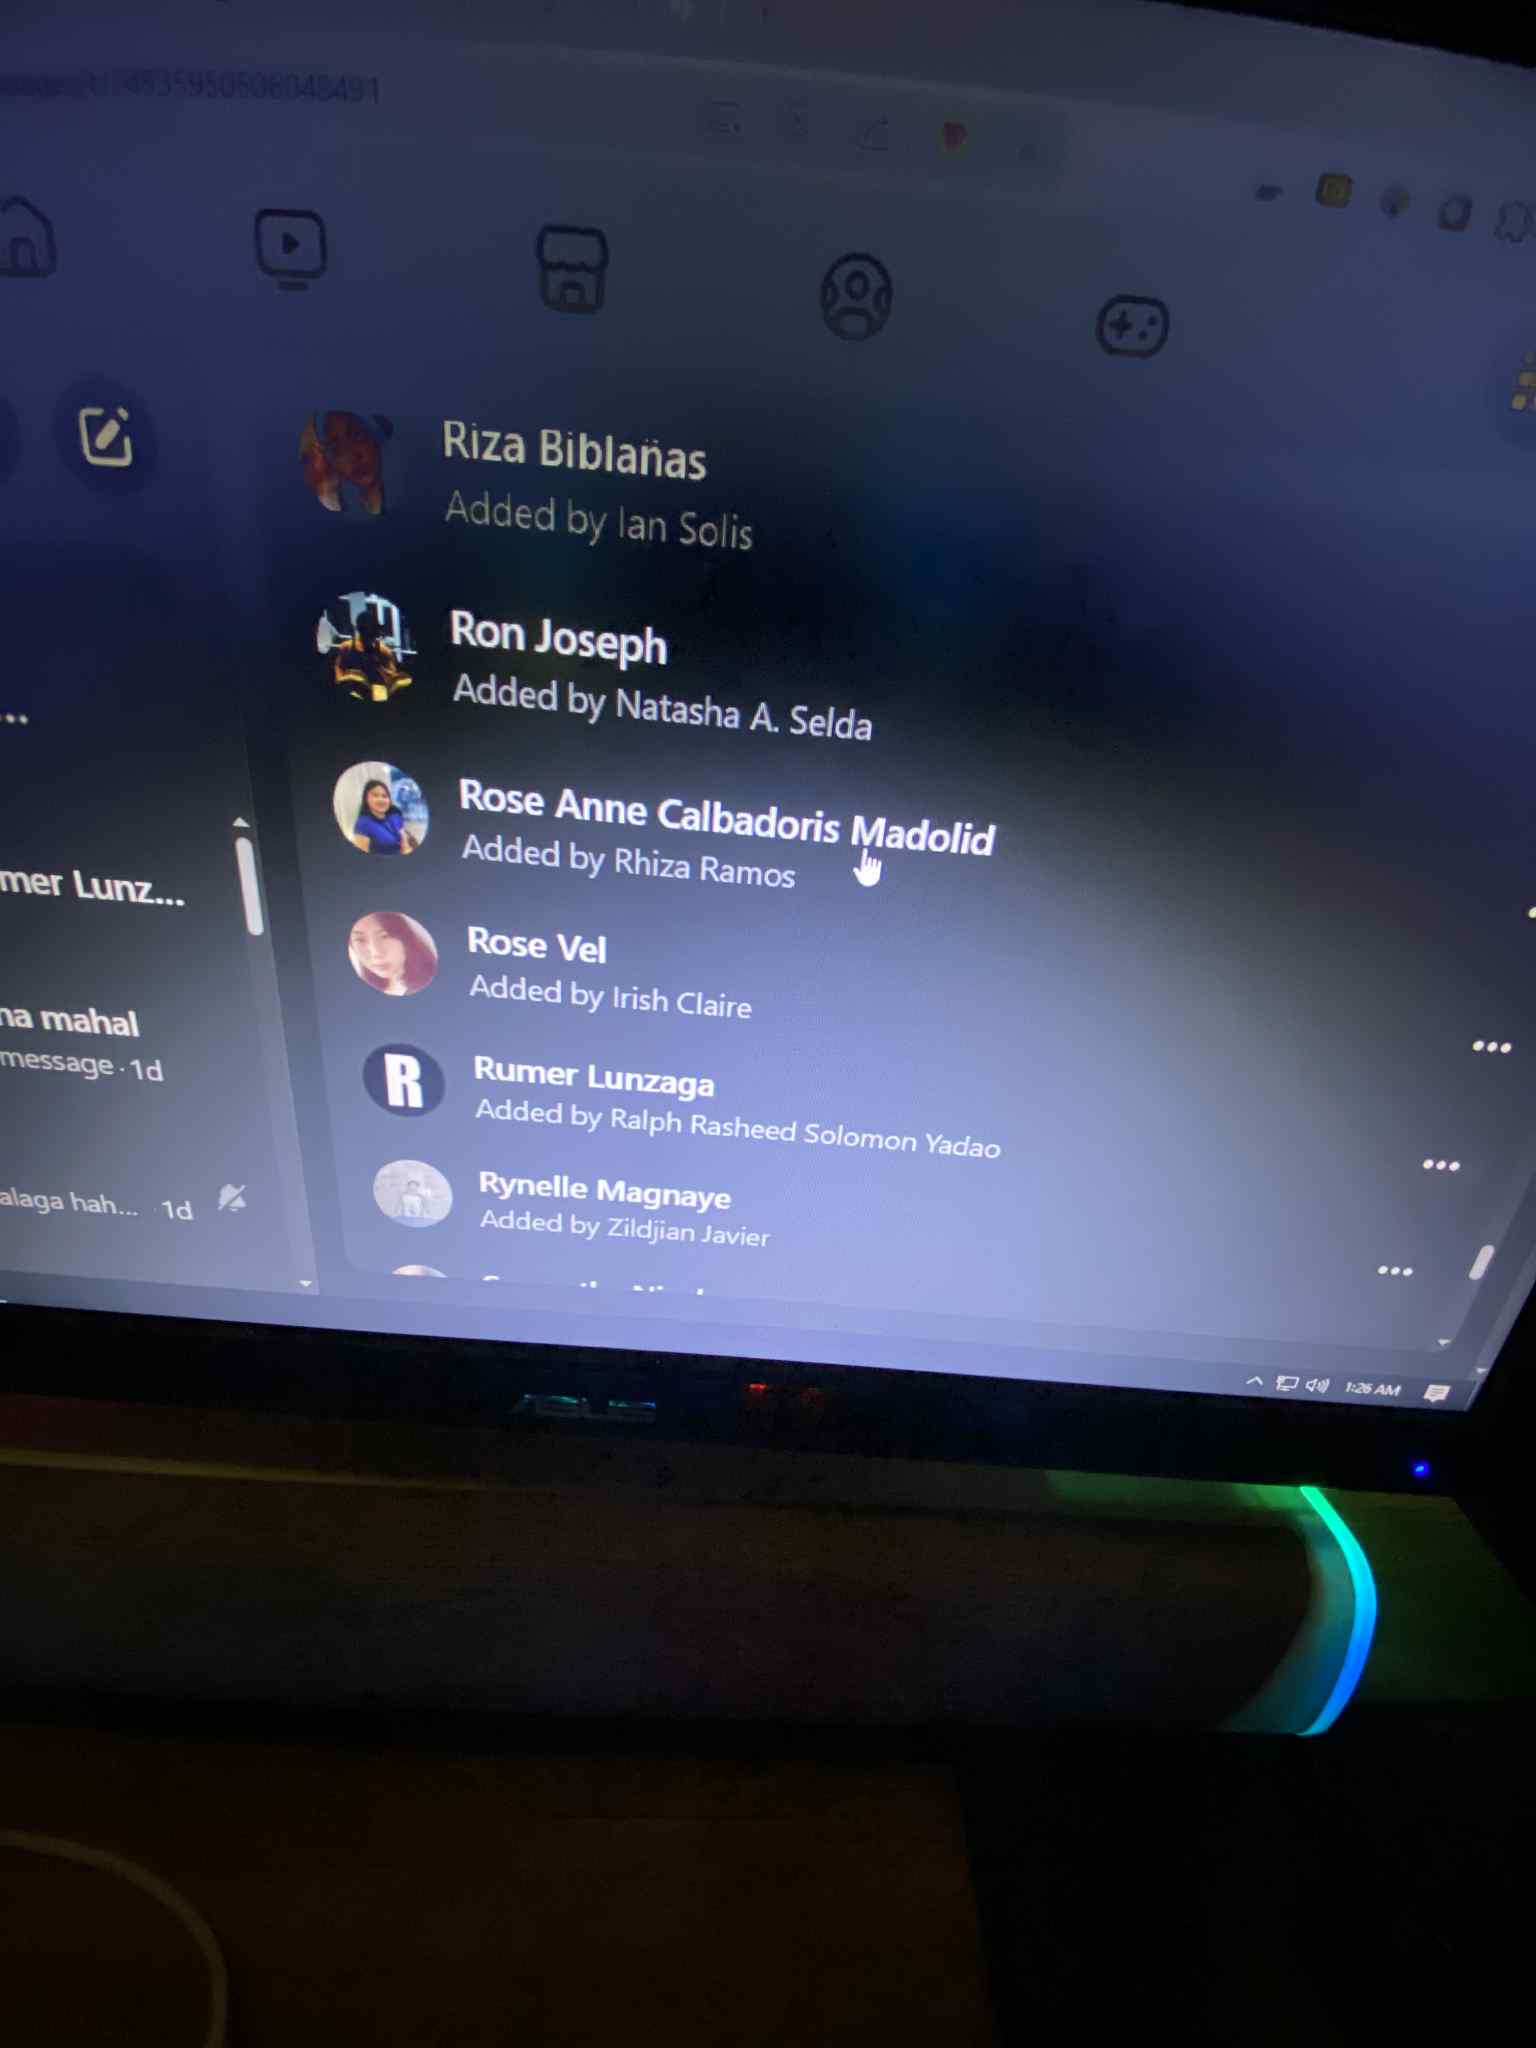 4535950508048491
Riza Biblañas
Added by Ian Solis
Ron Joseph
Added by Natasha A. Selda
Rose Anne Calbadoris Madolid
Added by Rhiza Ramos
mer Lunz...
Rose Vel
Added by Irish Claire
na mahal
message · 1d
R
Rumer Lunzaga
Added by Ralph Rasheed Solomon Yadao
alaga hah... · 1d
Rynelle Magnaye
Added by Zildjian Javier
1:26 AM